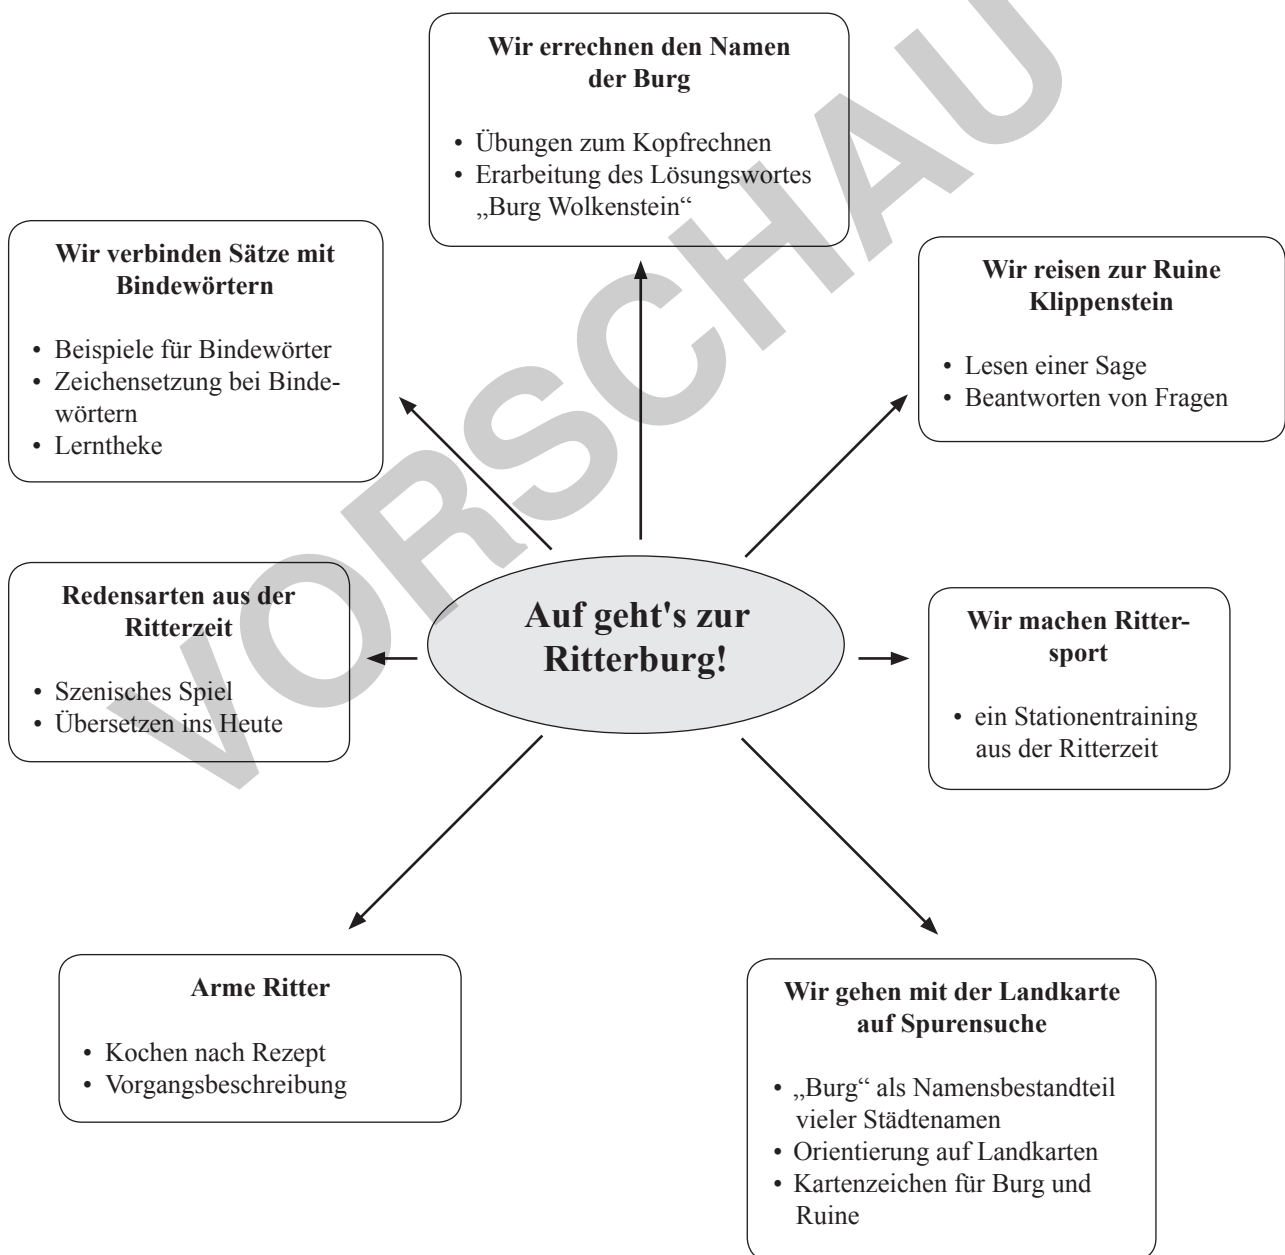 Wir errechnen den Namen
der Burg
• Übungen zum Kopfrechnen
• Erarbeitung des Lösungswortes
„Burg Wolkenstein“
Wir verbinden Sätze mit
Bindewörtern
• Beispiele für Bindewörter
• Zeichensetzung bei Binde-
wörtern
• Lerntheke
Wir reisen zur Ruine
Klippenstein
• Lesen einer Sage
• Beantworten von Fragen
Redensarten aus der
Ritterzeit
• Szenisches Spiel
• Übersetzen ins Heute
Auf geht's zur
Ritterburg!
Wir machen Ritter-
sport
• ein Stationentraining
aus der Ritterzeit
Arme Ritter
• Kochen nach Rezept
• Vorgangsbeschreibung
Wir gehen mit der Landkarte
auf Spurensuche
• „Burg“ als Namensbestandteil
vieler Städtenamen
• Orientierung auf Landkarten
• Kartenzeichen für Burg und
Ruine
VORSCHAU